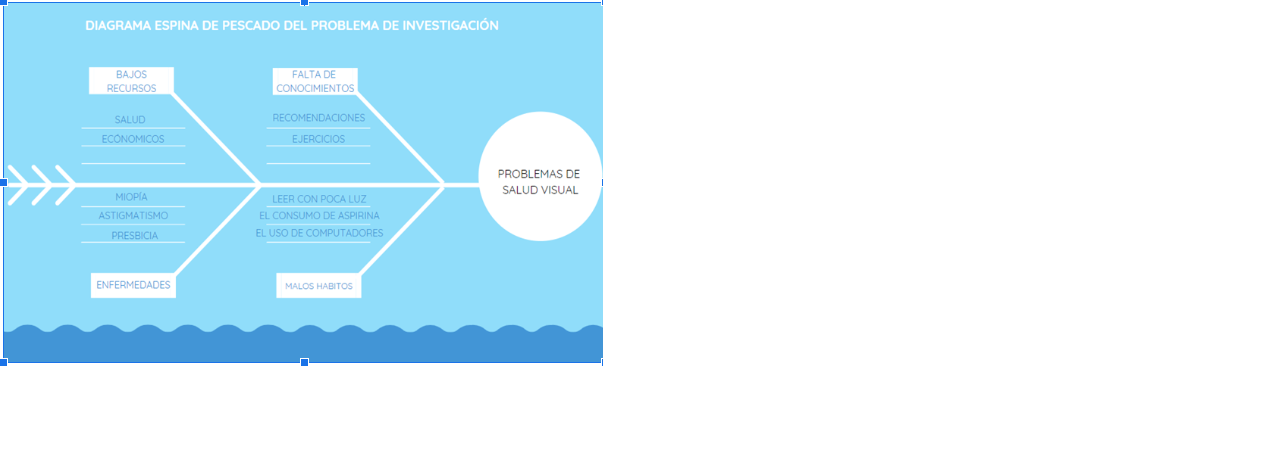 DIAGRAMA ESPINA DE PESCADO DEL PROBLEMA DE INVESTIGACIÓN
BAJOS
RECURSOS
SALUD
ECÓNOMICOS
FALTA DE
CONOCIMIENTOS
RECOMENDACIONES
EJERCICIOS
PROBLEMAS DE
SALUD VISUAL
MIOPÍA
ASTIGMATISMO
PRESBICIA
ENFERMEDADES
LEER CON POCA LUZ
EL CONSUMO DE ASPIRINA
EL USO DE COMPUTADORES
MALOS HABITOS